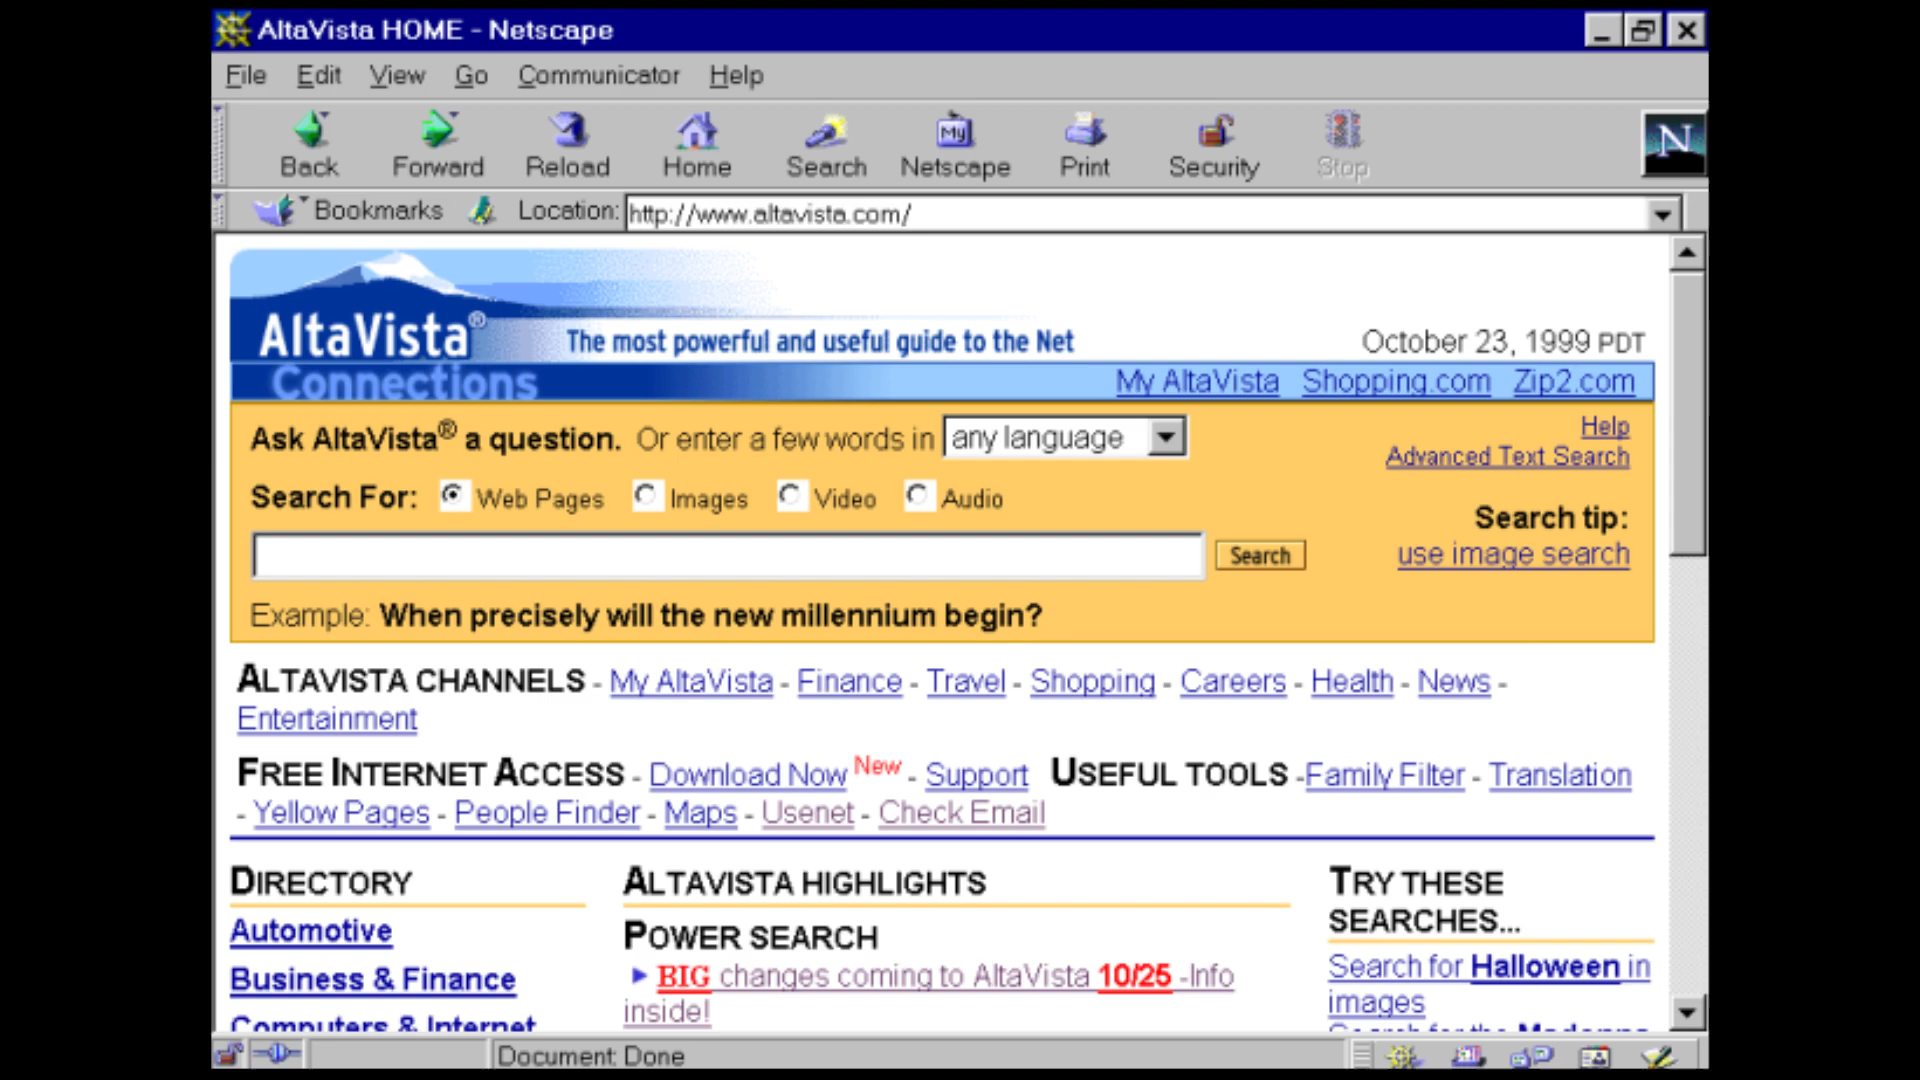 AltaVista HOME - Netscape
File Edit View Go Communicator Help
My
N
Back Forward Reload Home Search Netscape Print Security Stop
Bookmarks Location: http://www.altavista.com/
AltaVista® The most powerful and useful guide to the Net October 23, 1999 PDT
Connections My AltaVista Shopping.com Zip2.com
Ask AltaVista® a question. Or enter a few words in any language Help
Advanced Text Search
Search For: Web Pages Images Video Audio
Search tip:
Search use image search
Example: When precisely will the new millennium begin?
ALTAVISTA CHANNELS - My AltaVista - Finance - Travel - Shopping - Careers - Health - News -
Entertainment
FREE INTERNET ACCESS - Download Now New - Support USEFUL TOOLS -Family Filter - Translation
- Yellow Pages - People Finder - Maps - Usenet - Check Email
DIRECTORY
Automotive
Business & Finance
Computers & Internet
ALTAVISTA HIGHLIGHTS
POWER SEARCH
BIG changes coming to AltaVista 10/25 -Info
inside!
TRY THESE
SEARCHES...
Search for Halloween in
images
Search for the Madonna
Document: Done